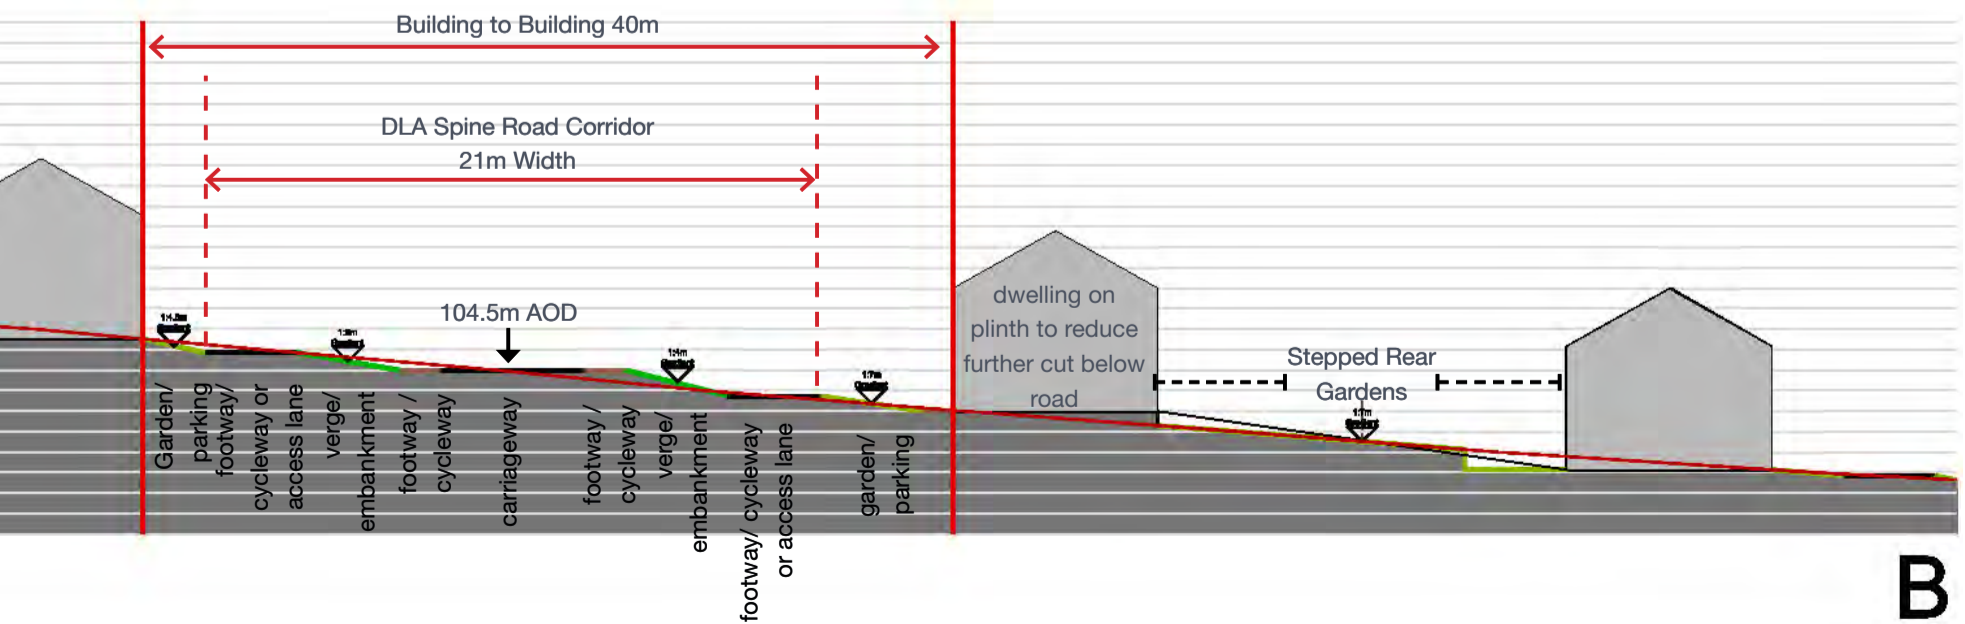 Building to Building 40m
DLA Spine Road Corridor
21m Width
104.5m AOD
dwelling on
plinth to reduce
further cut below
road
Stepped Rear
Gardens
Garden/
parking
footway/
cycleway or
access lane
verge/
embankment
footway /
cycleway
carriageway
footway /
cycleway
verge/
embankment
footway/ cycleway
or access lane
garden/
parking
B